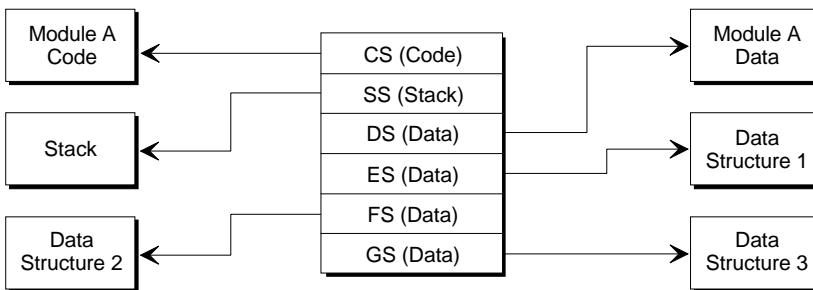 Module A
Code
Stack
Data
Structure 2
CS (Code)
SS (Stack)
DS (Data)
ES (Data)
FS (Data)
GS (Data)
Module A
Data
Data
Structure 1
Data
Structure 3